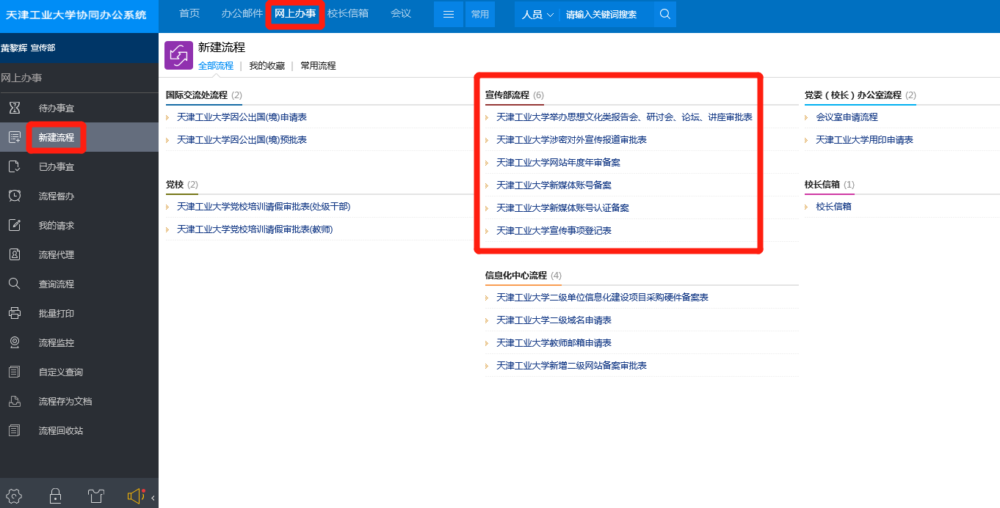 天津工业大学协同办公系统
首页 办公邮件 网上办事 校长信箱 会议 常用 人员 请输入关键词搜索
黄黎辉 宣传部
网上办事
待办事宜
新建流程
已办事宜
流程督办
我的请求
流程代理
查询流程
批量打印
流程监控
自定义查询
流程存为文档
流程回收站
新建流程
全部流程 | 我的收藏 | 常用流程
国际交流处流程 (2)
天津工业大学因公出国(境)申请表
天津工业大学因公出国(境)预批表
党校 (2)
天津工业大学党校培训请假审批表(处级干部)
天津工业大学党校培训请假审批表(教师)
宣传部流程 (6)
天津工业大学举办思想文化类报告会、研讨会、论坛、讲座审批表
天津工业大学涉密对外宣传报道审批表
天津工业大学网站年度年审备案
天津工业大学新媒体账号备案
天津工业大学新媒体账号认证备案
天津工业大学宣传事项登记表
信息化中心流程 (4)
天津工业大学二级单位信息化建设项目采购硬件备案表
天津工业大学二级域名申请表
天津工业大学教师邮箱申请表
天津工业大学新增二级网站备案审批表
党委（校长）办公室流程 (2)
会议室申请流程
天津工业大学用印申请表
校长信箱 (1)
校长信箱